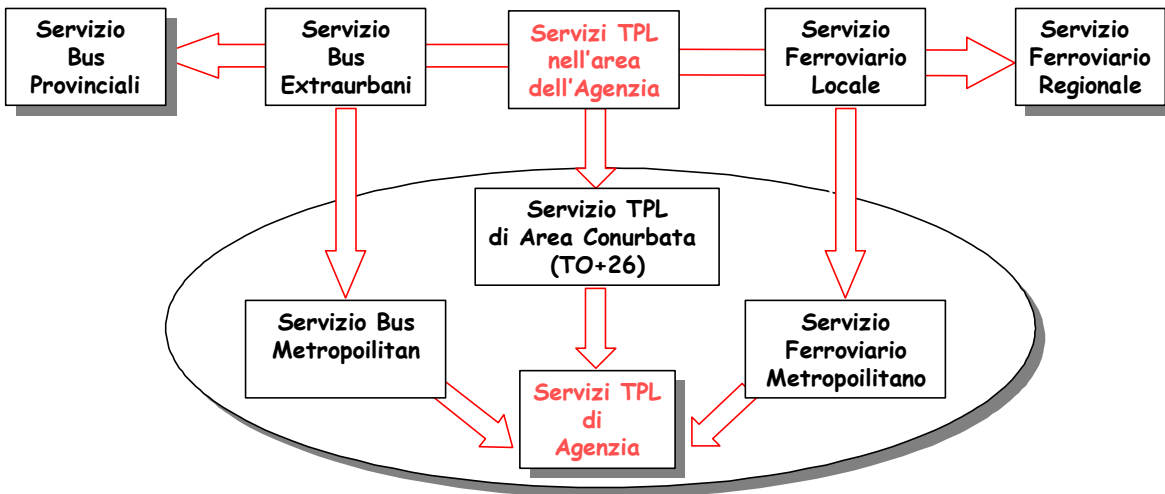 Servizio
Bus
Provinciali
Servizio
Bus
Extraurbani
Servizi TPL
nell'area
dell'Agenzia
Servizio
Ferroviario
Locale
Servizio
Ferroviario
Regionale
Servizio TPL
di Area Conurbata
(TO+26)
Servizio Bus
Metropoilitan
Servizio
Ferroviario
Metropoilitano
Servizi TPL
di
Agenzia